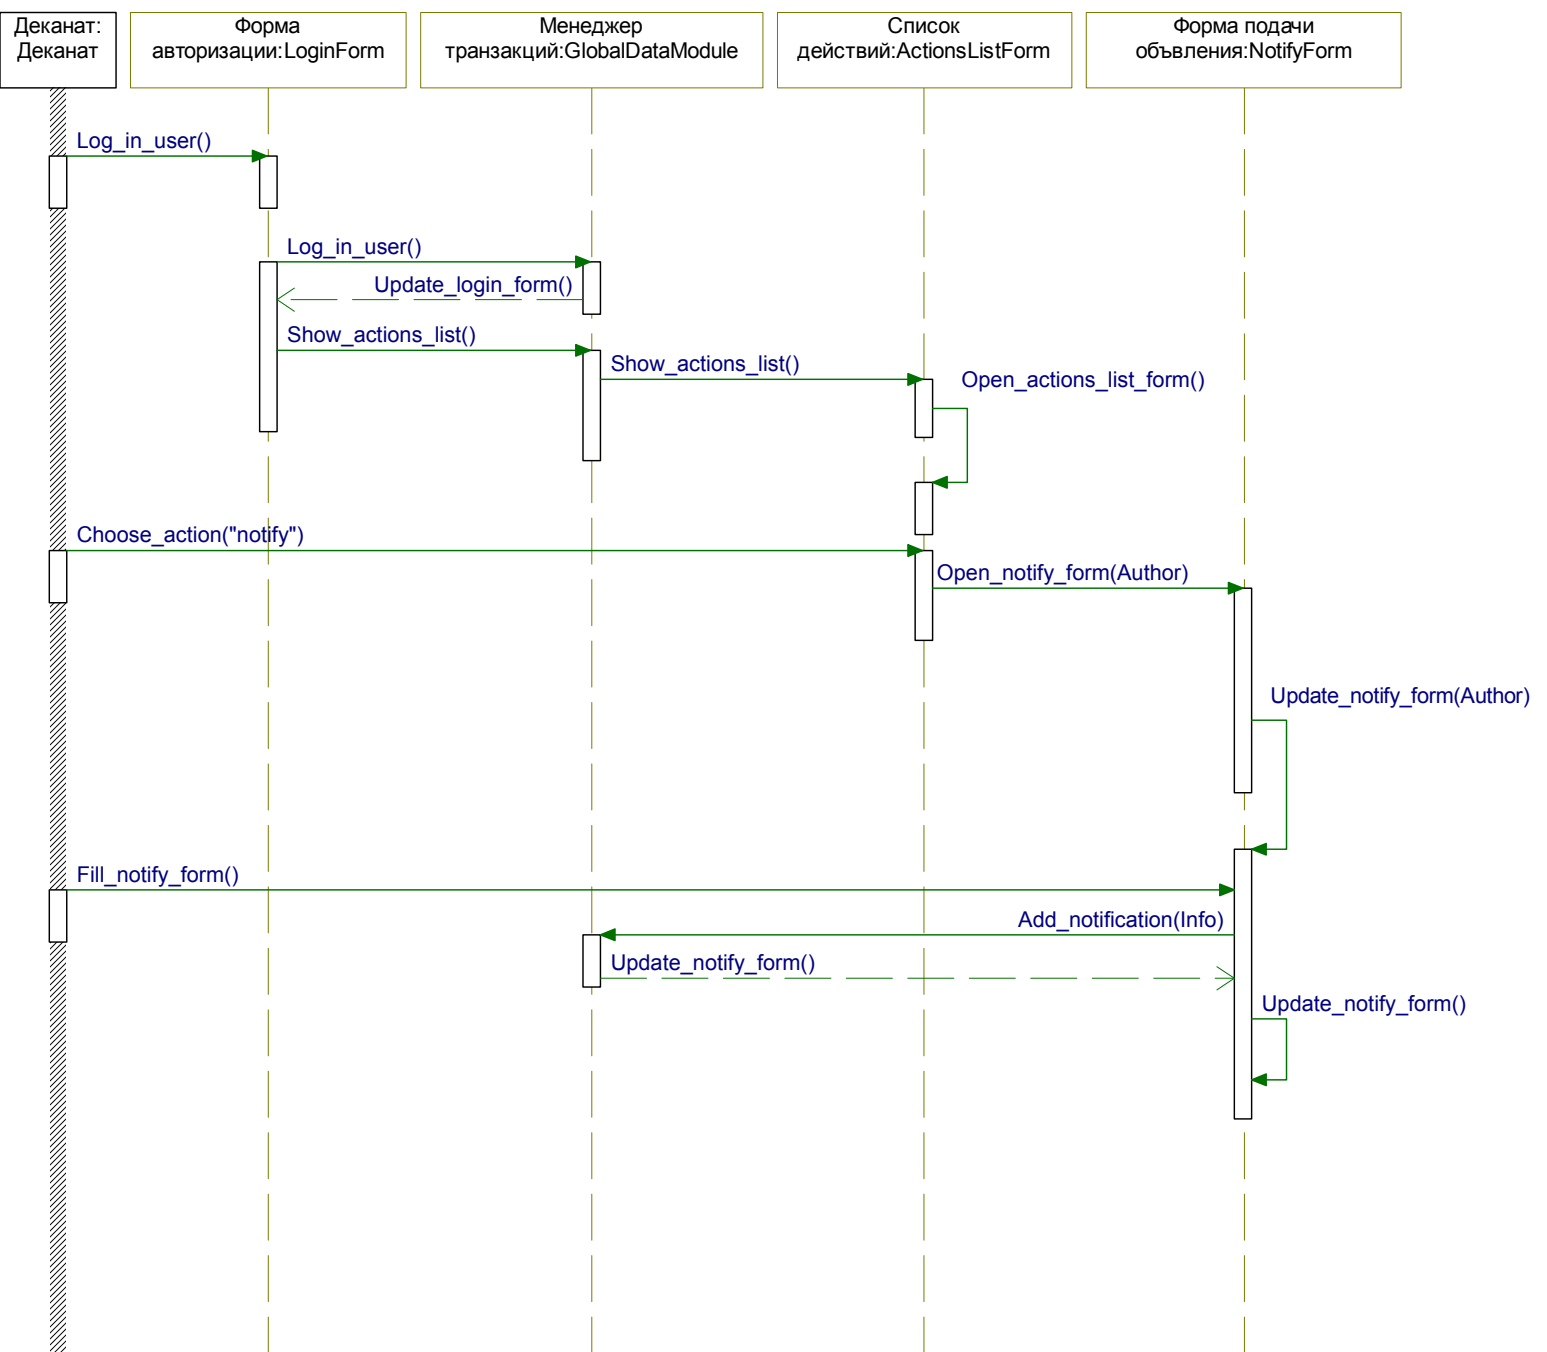 Деканат:
Деканат
Форма
авторизации:LoginForm
Менеджер
транзакций:GlobalDataModule
Список
действий:ActionsListForm
Форма подачи
объвления:NotifyForm
Log_in_user()
Log_in_user()
Update_login_form()
Show_actions_list()
Show_actions_list()
Open_actions_list_form()
Choose_action("notify")
Open_notify_form(Author)
Update_notify_form(Author)
Fill_notify_form()
Add_notification(Info)
Update_notify_form()
Update_notify_form()